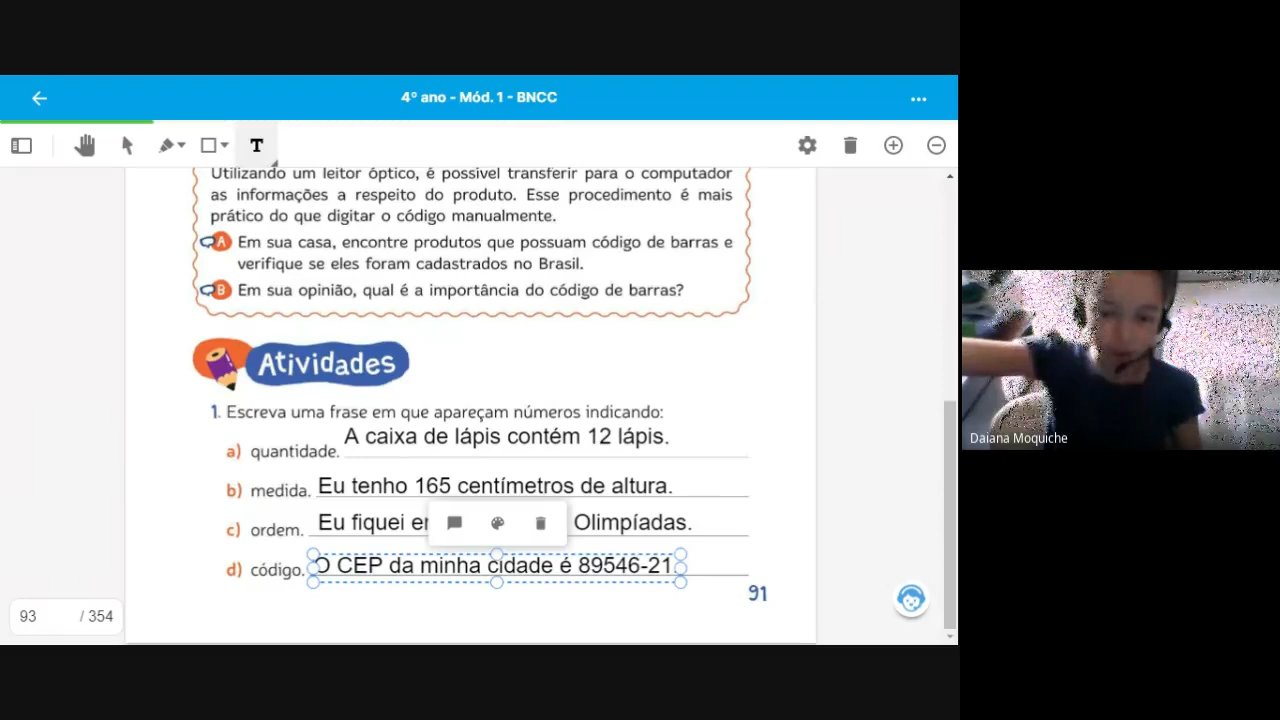 4º ano - Mód. 1 - BNCC
T
Utilizando um leitor óptico, é possível transferir para o computador
as informações a respeito do produto. Esse procedimento é mais
prático do que digitar o código manualmente.
A Em sua casa, encontre produtos que possuam código de barras e
verifique se eles foram cadastrados no Brasil.
B Em sua opinião, qual é a importância do código de barras?
Atividades
1. Escreva uma frase em que apareçam números indicando:
a) quantidade. A caixa de lápis contém 12 lápis.
b) medida. Eu tenho 165 centímetros de altura.
c) ordem. Eu fiquei Olimpíadas.
d) código. O CEP da minha cidade é 89546-21.
91
93 / 354
Daiana Moquiche